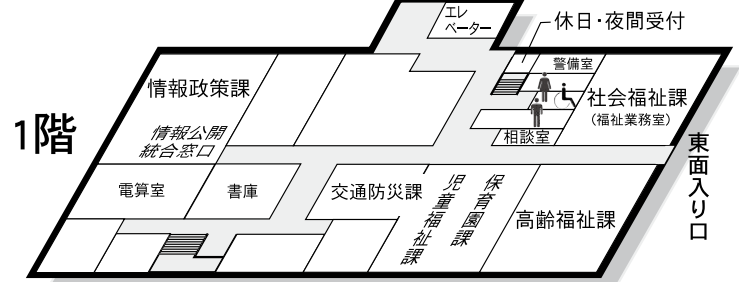 1階
エレ
ベーター
休日・夜間受付
警備室
情報政策課
社会福祉課
(福祉業務室)
情報公開
統合窓口
相談室
東面入り口
電算室
書庫
交通防災課
児童福祉課
保育園課
高齢福祉課